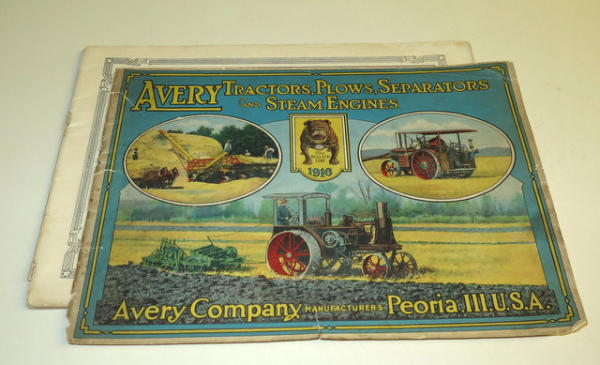 AVERY TRACTORS, PLOWS, SEPARATORS
AND STEAM ENGINES
1916
Avery Company MANUFACTURERS Peoria, Ill. U.S.A.